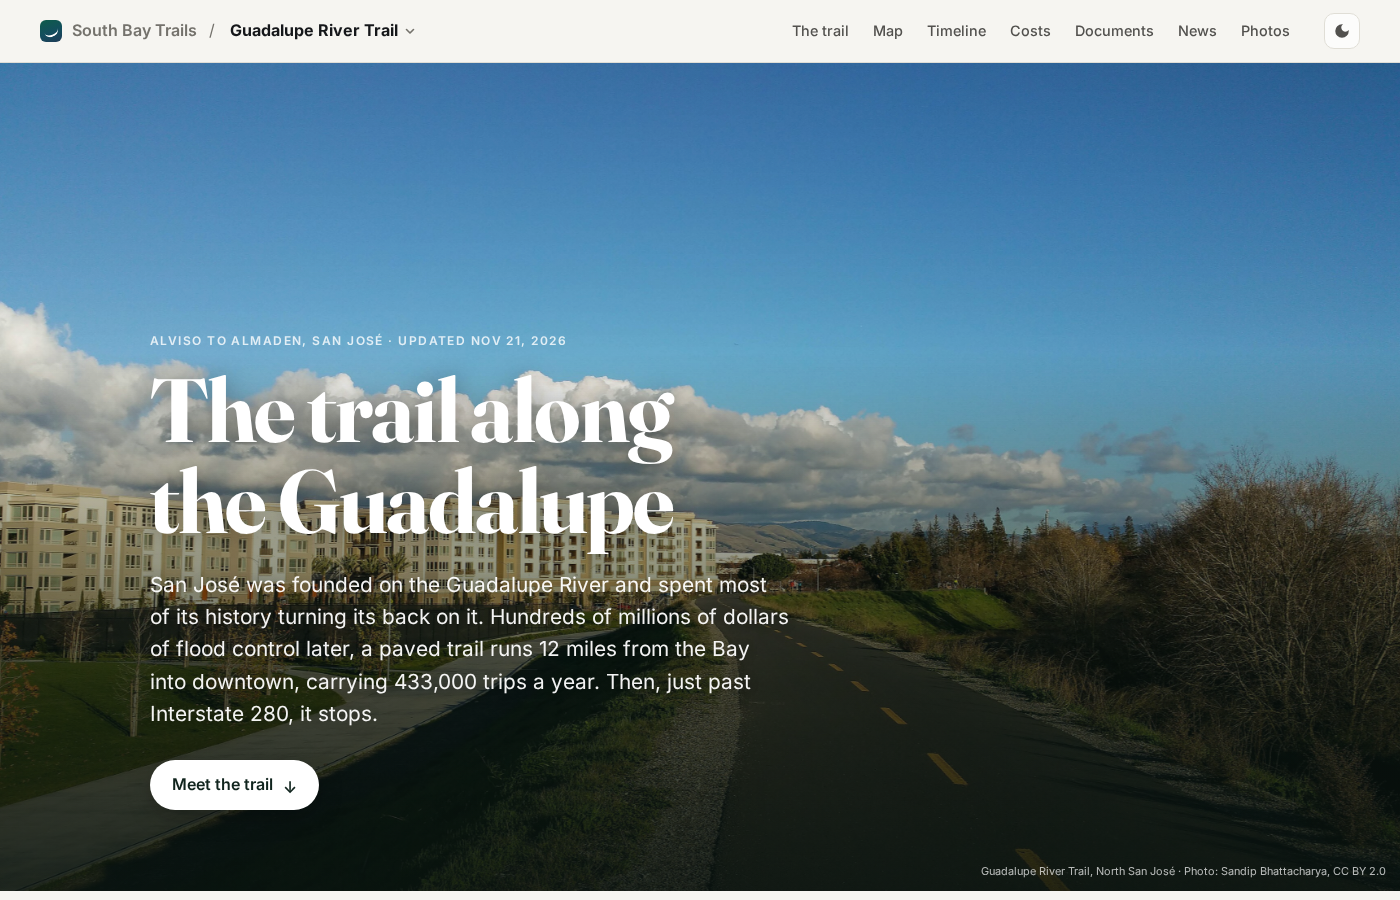 South Bay Trails / Guadalupe River Trail
The trail Map Timeline Costs Documents News Photos
ALVISO TO ALMADEN, SAN JOSÉ · UPDATED NOV 21, 2026
The trail along
the Guadalupe
San José was founded on the Guadalupe River and spent most
of its history turning its back on it. Hundreds of millions of dollars
of flood control later, a paved trail runs 12 miles from the Bay
into downtown, carrying 433,000 trips a year. Then, just past
Interstate 280, it stops.
Meet the trail
Guadalupe River Trail, North San José · Photo: Sandip Bhattacharya, CC BY 2.0